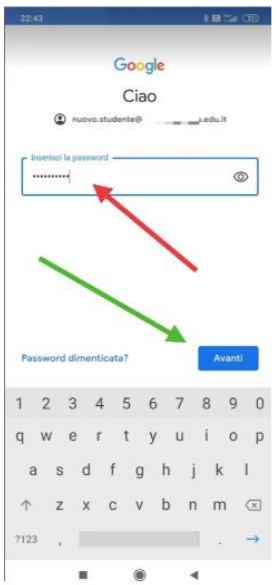 22:43
Google
Ciao
nuovo.studente@ .edu.it
Inserisci la password
Password dimenticata?
Avanti
1 2 3 4 5 6 7 8 9 0
q w e r t y u i o p
a s d f g h j k l
z x c v b n m
?123 , .